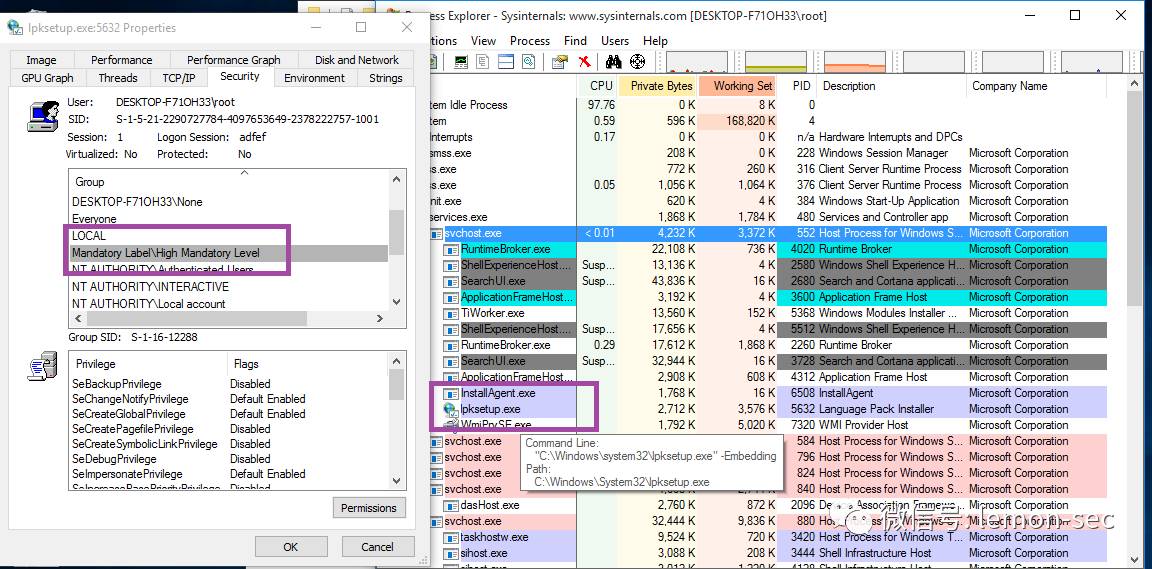 lpksetup.exe:5632 Properties
Image Performance Performance Graph Disk and Network
GPU Graph Threads TCP/IP Security Environment Strings
User: DESKTOP-F71OH33\root
SID: S-1-5-21-2290727784-4097653649-2378222757-1001
Session: 1 Logon Session: adfef
Virtualized: No Protected: No
Group
DESKTOP-F71OH33\None
Everyone
LOCAL
Mandatory Label\High Mandatory Level
NT AUTHORITY\Authenticated Users
NT AUTHORITY\INTERACTIVE
NT AUTHORITY\Local account
Group SID: S-1-16-12288
Privilege Flags
SeBackupPrivilege Disabled
SeChangeNotifyPrivilege Default Enabled
SeCreateGlobalPrivilege Default Enabled
SeCreatePagefilePrivilege Disabled
SeCreateSymbolicLinkPrivilege Disabled
SeDebugPrivilege Disabled
SeImpersonatePrivilege Default Enabled
SeIncreaseBasePriorityPrivilege Disabled
Permissions
OK Cancel
Explorer - Sysinternals: www.sysinternals.com [DESKTOP-F71OH33\root]
tions View Process Find Users Help
CPU Private Bytes Working Set PID Description Company Name
tem Idle Process 97.76 0 K 8 K 0
tem 0.59 596 K 168,820 K 4
nterrupts 0.17 0 K 0 K n/a Hardware Interrupts and DPCs
smss.exe 208 K 0 K 228 Windows Session Manager Microsoft Corporation
ss.exe 772 K 260 K 316 Client Server Runtime Process Microsoft Corporation
ss.exe 0.05 1,056 K 1,064 K 376 Client Server Runtime Process Microsoft Corporation
nit.exe 620 K 4 K 384 Windows Start-Up Application Microsoft Corporation
services.exe 1,868 K 1,784 K 480 Services and Controller app Microsoft Corporation
svchost.exe < 0.01 4,232 K 3,372 K 552 Host Process for Windows S... Microsoft Corporation
RuntimeBroker.exe 22,108 K 736 K 4020 Runtime Broker Microsoft Corporation
ShellExperienceHost.... Susp... 13,136 K 4 K 2580 Windows Shell Experience H... Microsoft Corporation
SearchUI.exe Susp... 43,836 K 16 K 2680 Search and Cortana applicati... Microsoft Corporation
ApplicationFrameHost... 3,192 K 4 K 3600 Application Frame Host Microsoft Corporation
TiWorker.exe 13,560 K 152 K 5368 Windows Modules Installer ... Microsoft Corporation
ShellExperienceHost.... Susp... 17,656 K 4 K 5512 Windows Shell Experience H... Microsoft Corporation
RuntimeBroker.exe 0.29 17,612 K 1,868 K 2260 Runtime Broker Microsoft Corporation
SearchUI.exe Susp... 32,944 K 16 K 3728 Search and Cortana applicati... Microsoft Corporation
ApplicationFrameHost... 2,908 K 608 K 4312 Application Frame Host Microsoft Corporation
InstallAgent.exe 1,768 K 16 K 6508 InstallAgent Microsoft Corporation
lpksetup.exe 2,712 K 3,576 K 5632 Language Pack Installer Microsoft Corporation
WmiPrvSE.exe 1,792 K 5,020 K 7320 WMI Provider Host Microsoft Corporation
svchost.exe 584 Host Process for Windows S... Microsoft Corporation
svchost.exe 796 Host Process for Windows S... Microsoft Corporation
svchost.exe 824 Host Process for Windows S... Microsoft Corporation
svchost.exe 840 Host Process for Windows S... Microsoft Corporation
Command Line:
"C:\Windows\system32\lpksetup.exe" -Embedding
Path:
C:\Windows\System32\lpksetup.exe
dasHost.exe 2,760 K 872 K 2096 Association Framework Microsoft Corporation
svchost.exe 32,444 K 9,836 K 880 Host Process for Windows S... Microsoft Corporation
taskhostw.exe 9,524 K 720 K 3420 Host Process for Windows T... Microsoft Corporation
sihost.exe 3,088 K 208 K 3444 Shell Infrastructure Host Microsoft Corporation
sihost.exe 4128 Shell Infrastructure Host Microsoft Corporation
微信号: lemon-sec